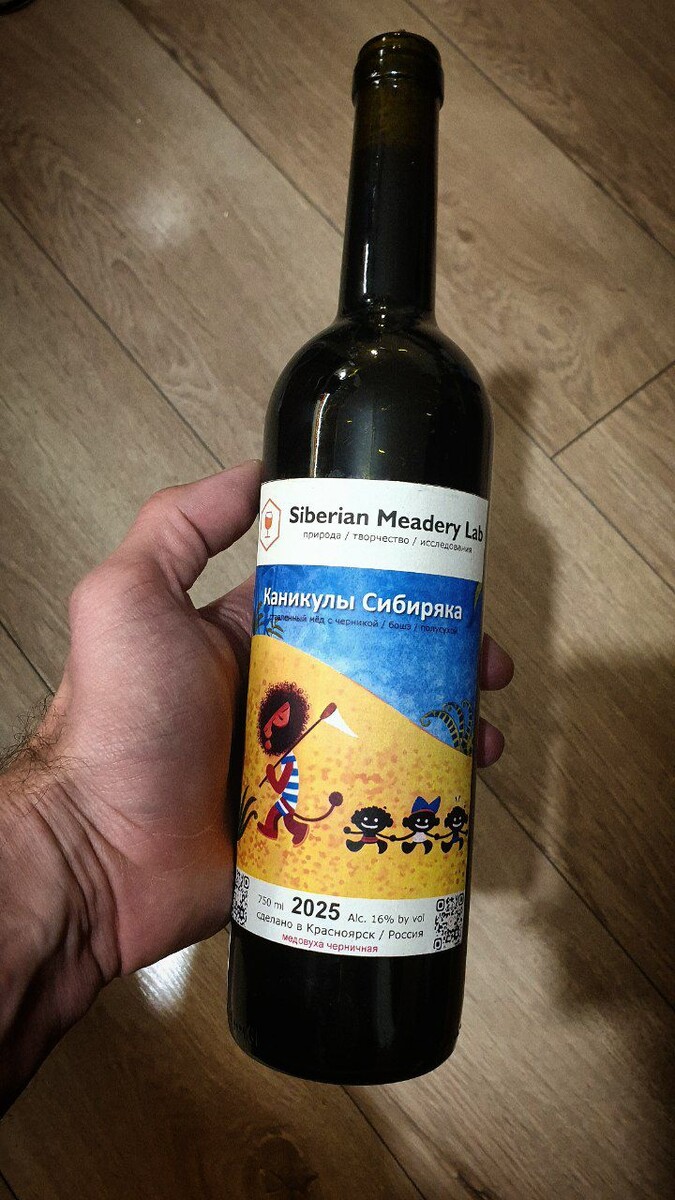 Siberian Meadery Lab
природа / творчество / исследования
Каникулы Сибиряка
мёд с черникой / бошэ / полусухой
750 ml 2025 Alc. 16% by vol
сделано в Красноярск / Россия
медовуха черничная